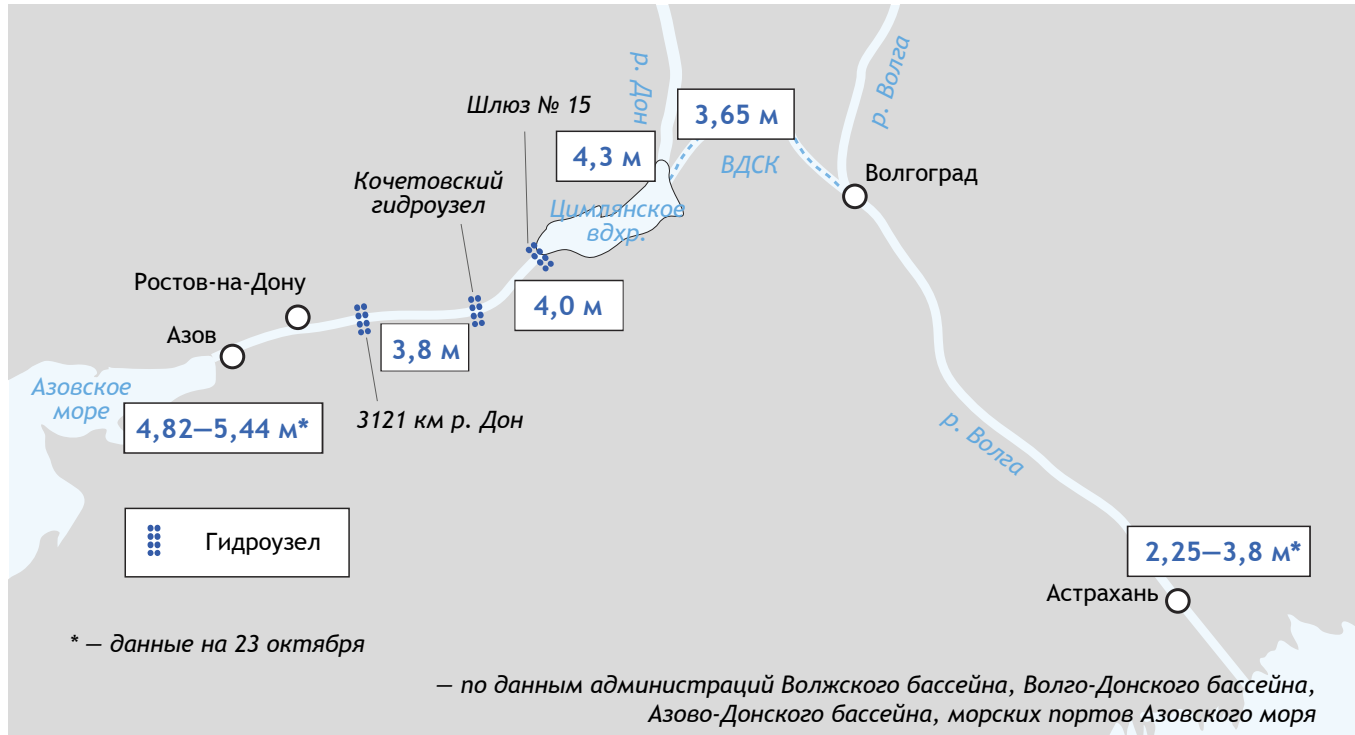 р. Дон
р. Волга
Шлюз № 15
3,65 м
4,3 м
ВДСК
Волгоград
Кочетовский
гидроузел
Цимлянское
вдхр.
Ростов-на-Дону
4,0 м
Азов
3,8 м
Азовское
море
3121 км р. Дон
4,82—5,44 м*
р. Волга
Гидроузел
2,25—3,8 м*
Астрахань
* — данные на 23 октября
— по данным администраций Волжского бассейна, Волго-Донского бассейна,
Азово-Донского бассейна, морских портов Азовского моря